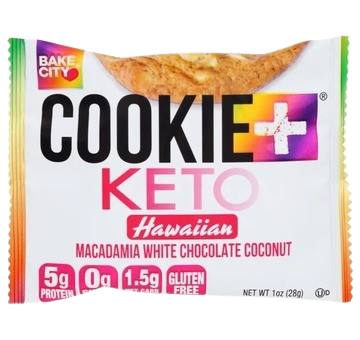 BAKE
CITY
COOKIE+®
KETO
Hawaiian
MACADAMIA WHITE CHOCOLATE COCONUT
5g 0g 1.5g GLUTEN
PROTEIN FREE
NET WT 1oz (28g) U D